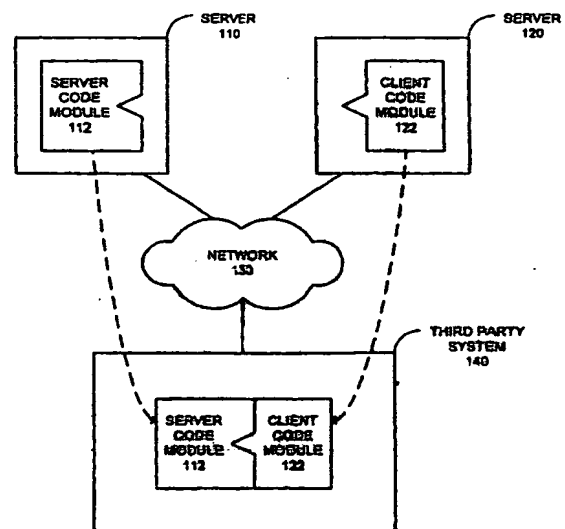 SERVER
110
SERVER
120
SERVER
CODE
MODULE
112
CLIENT
CODE
MODULE
122
NETWORK
130
THIRD PARTY
SYSTEM
140
SERVER
CODE
MODULE
112
CLIENT
CODE
MODULE
122